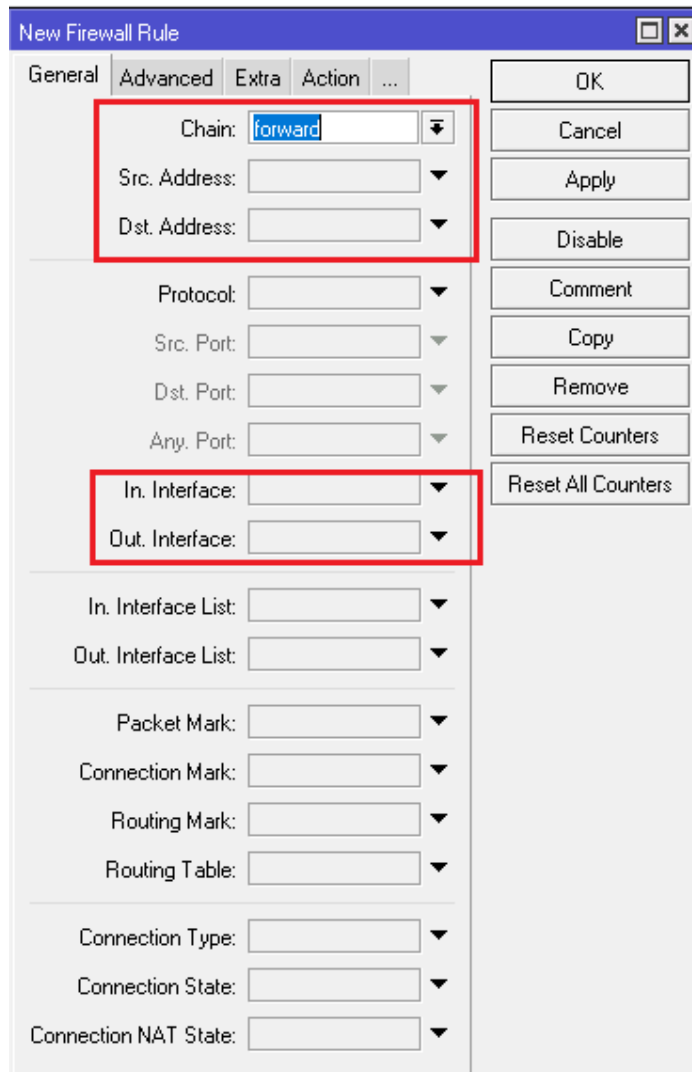 New Firewall Rule
General Advanced Extra Action ...
Chain: forward
Src. Address:
Dst. Address:
Protocol:
Src. Port:
Dst. Port:
Any. Port:
In. Interface:
Out. Interface:
In. Interface List:
Out. Interface List:
Packet Mark:
Connection Mark:
Routing Mark:
Routing Table:
Connection Type:
Connection State:
Connection NAT State:
OK
Cancel
Apply
Disable
Comment
Copy
Remove
Reset Counters
Reset All Counters